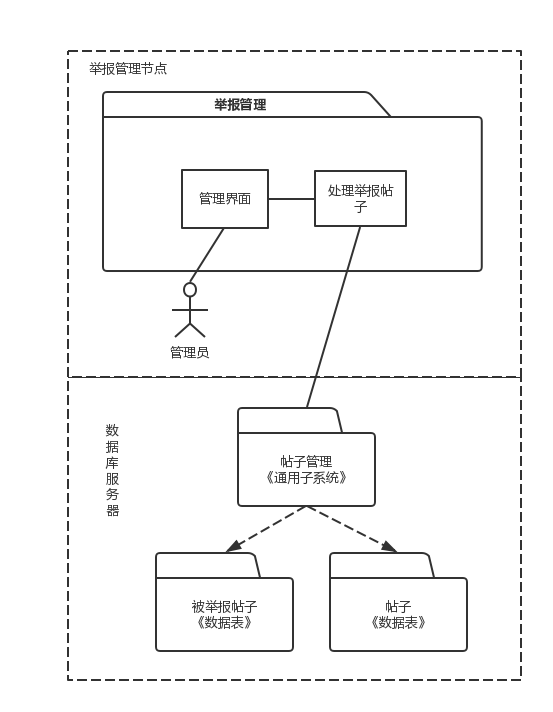 举报管理节点
举报管理
管理界面
处理举报帖
子
管理员
数
据
库
服
务
器
帖子管理
《通用子系统》
被举报帖子
《数据表》
帖子
《数据表》